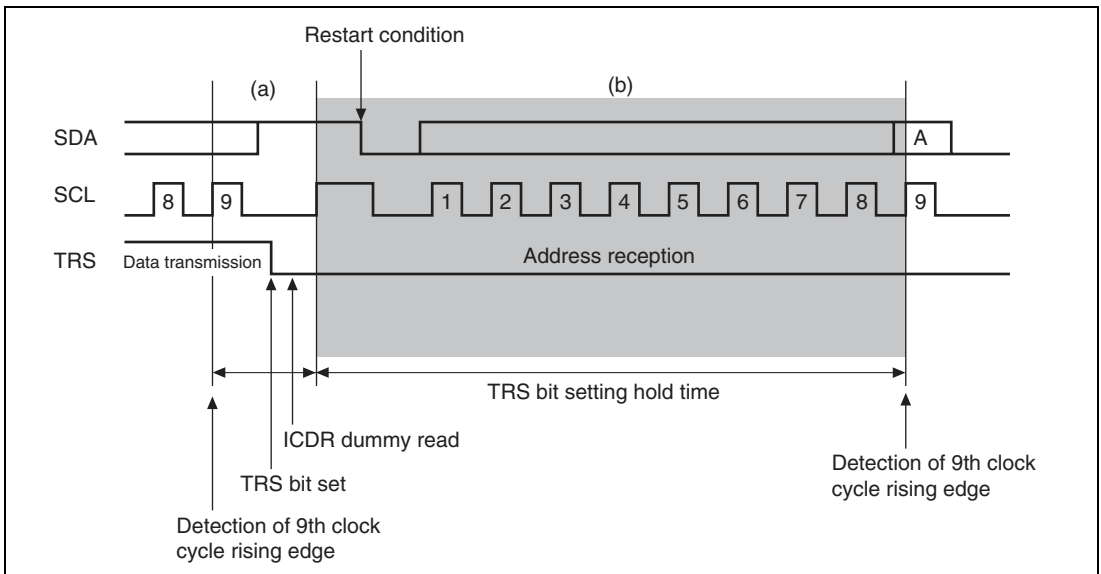 Restart condition
(a)
(b)
SDA
A
SCL
8
9
1
2
3
4
5
6
7
8
9
TRS
Data transmission
Address reception
TRS bit setting hold time
ICDR dummy read
TRS bit set
Detection of 9th clock
cycle rising edge
Detection of 9th clock
cycle rising edge